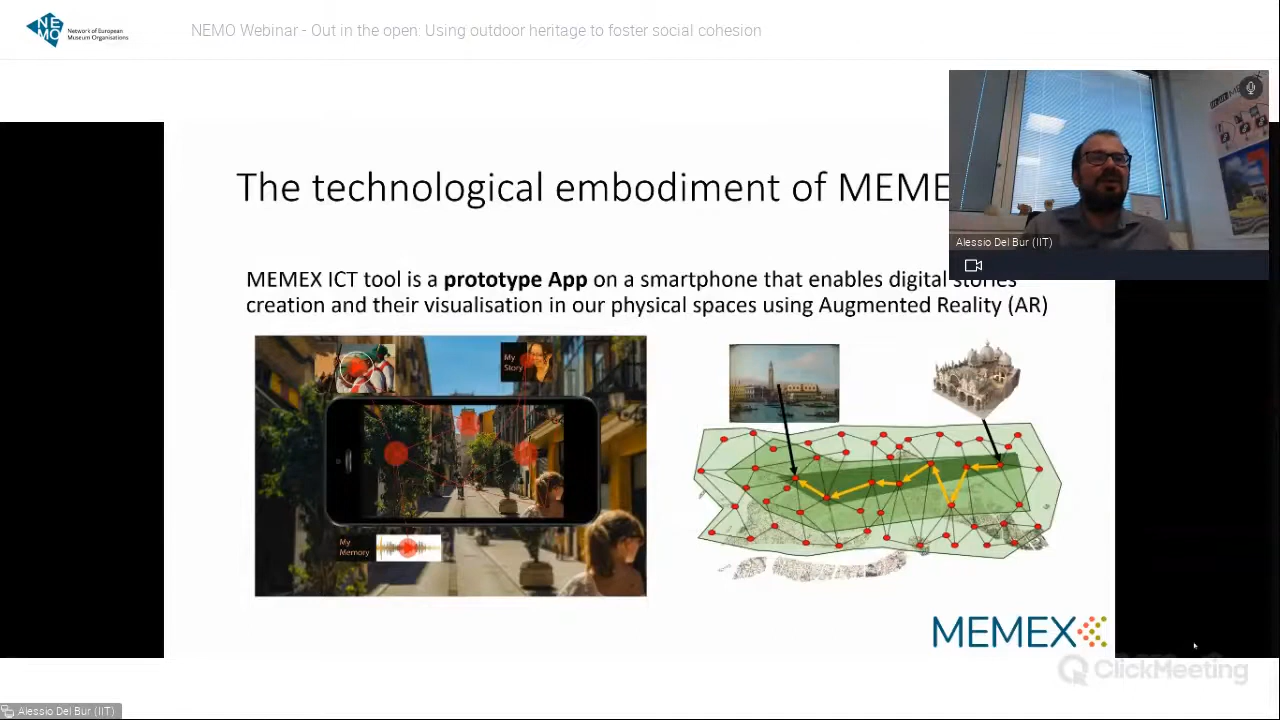 NE
MO
Network of European
Museum Organisations
NEMO Webinar - Out in the open: Using outdoor heritage to foster social cohesion
The technological embodiment of MEME
Alessio Del Bur (IIT)
MEMEX ICT tool is a prototype App on a smartphone that enables digital stories
creation and their visualisation in our physical spaces using Augmented Reality (AR)
My
Story
My
Memory
MEMEX
ClickMeeting
Alessio Del Bur (IIT)